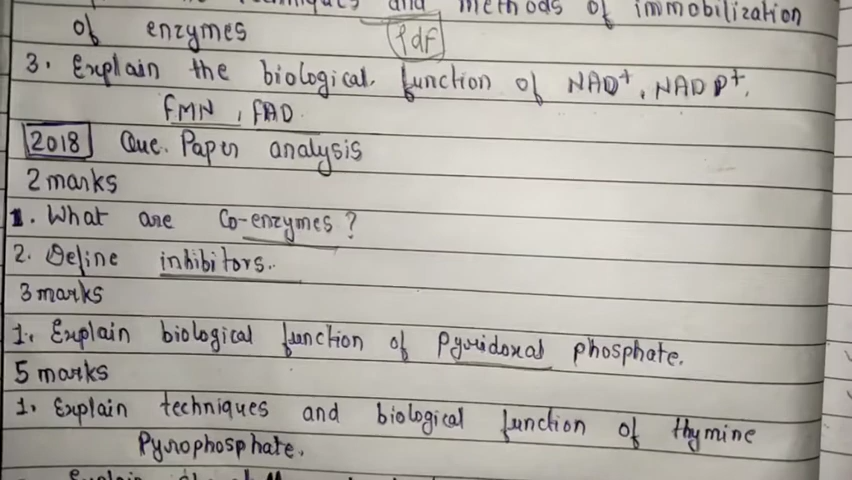 techniques and methods of immobilization
of enzymes pdf
3. Explain the biological function of NAD+, NADP+,
FMN, FAD.
2018 Que. Paper analysis
2 marks
1. What are Co-enzymes?
2. Define inhibitors..
3 marks
1. Explain biological function of Pyridoxal phosphate.
5 marks
1. Explain techniques and biological function of thymine
Pyrophosphate.
Explain